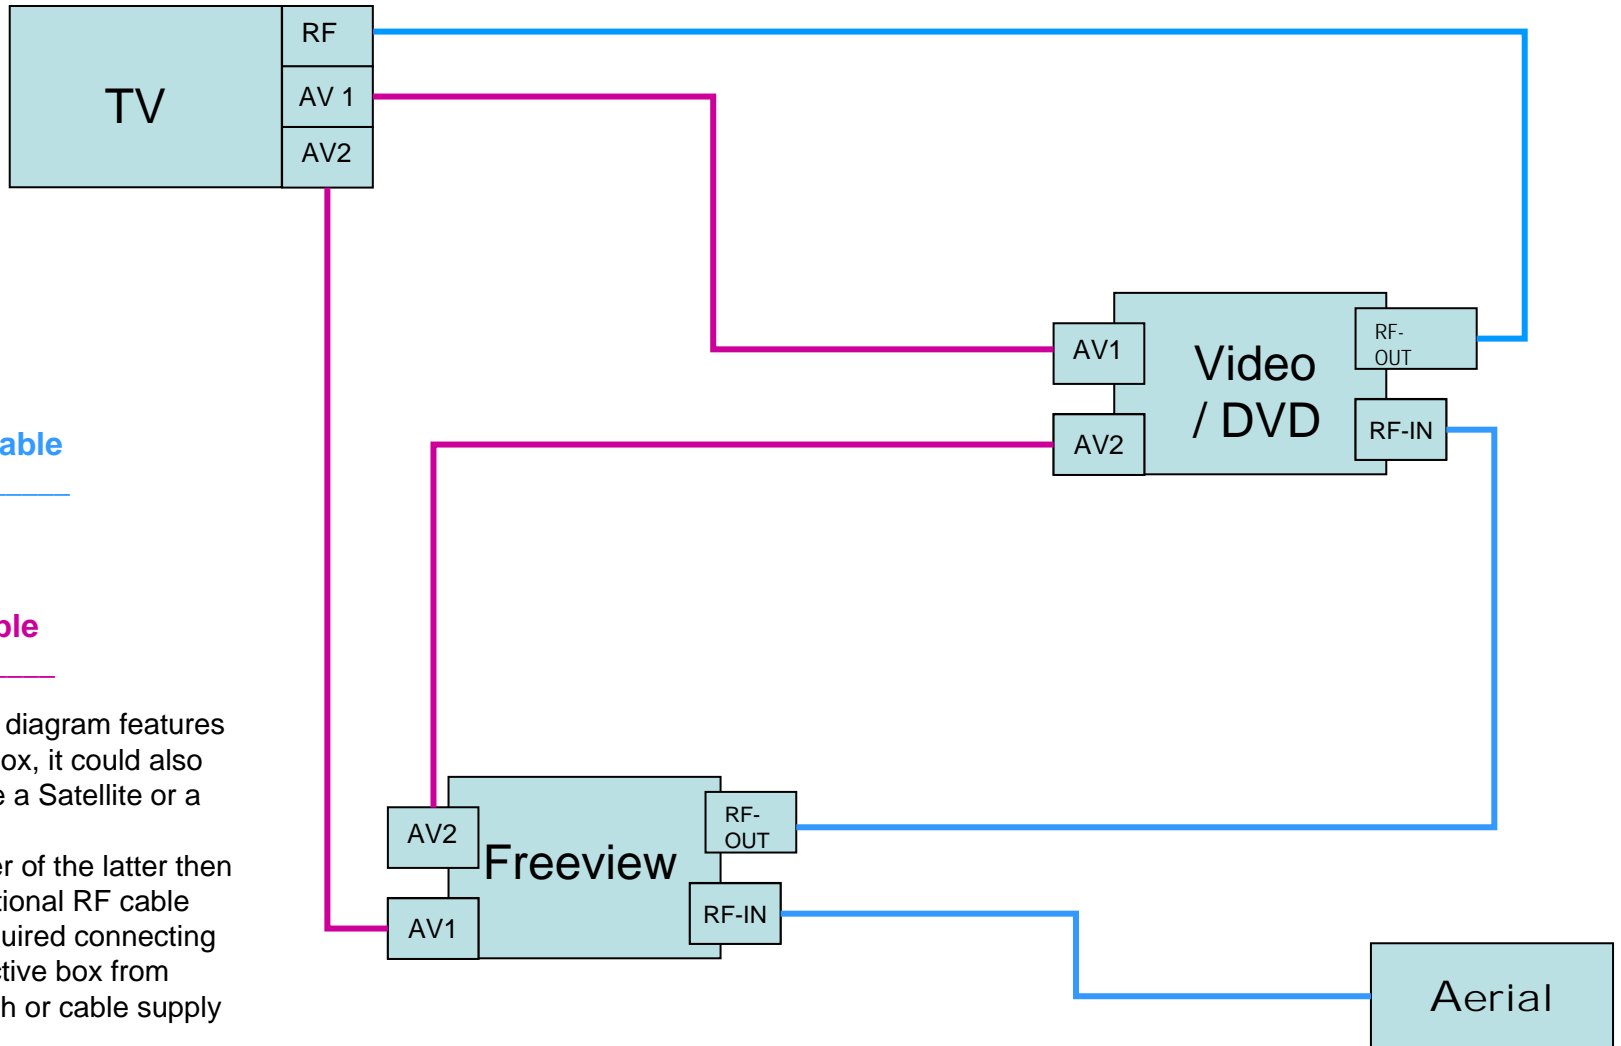 RF
TV
AV 1
AV2
AV1
Video
/ DVD
RF-
OUT
AV2
RF-IN
able
ble
diagram features
ox, it could also
e a Satellite or a
er of the latter then
tional RF cable
uired connecting
ctive box from
h or cable supply
AV2
Freeview
RF-
OUT
AV1
RF-IN
Aerial